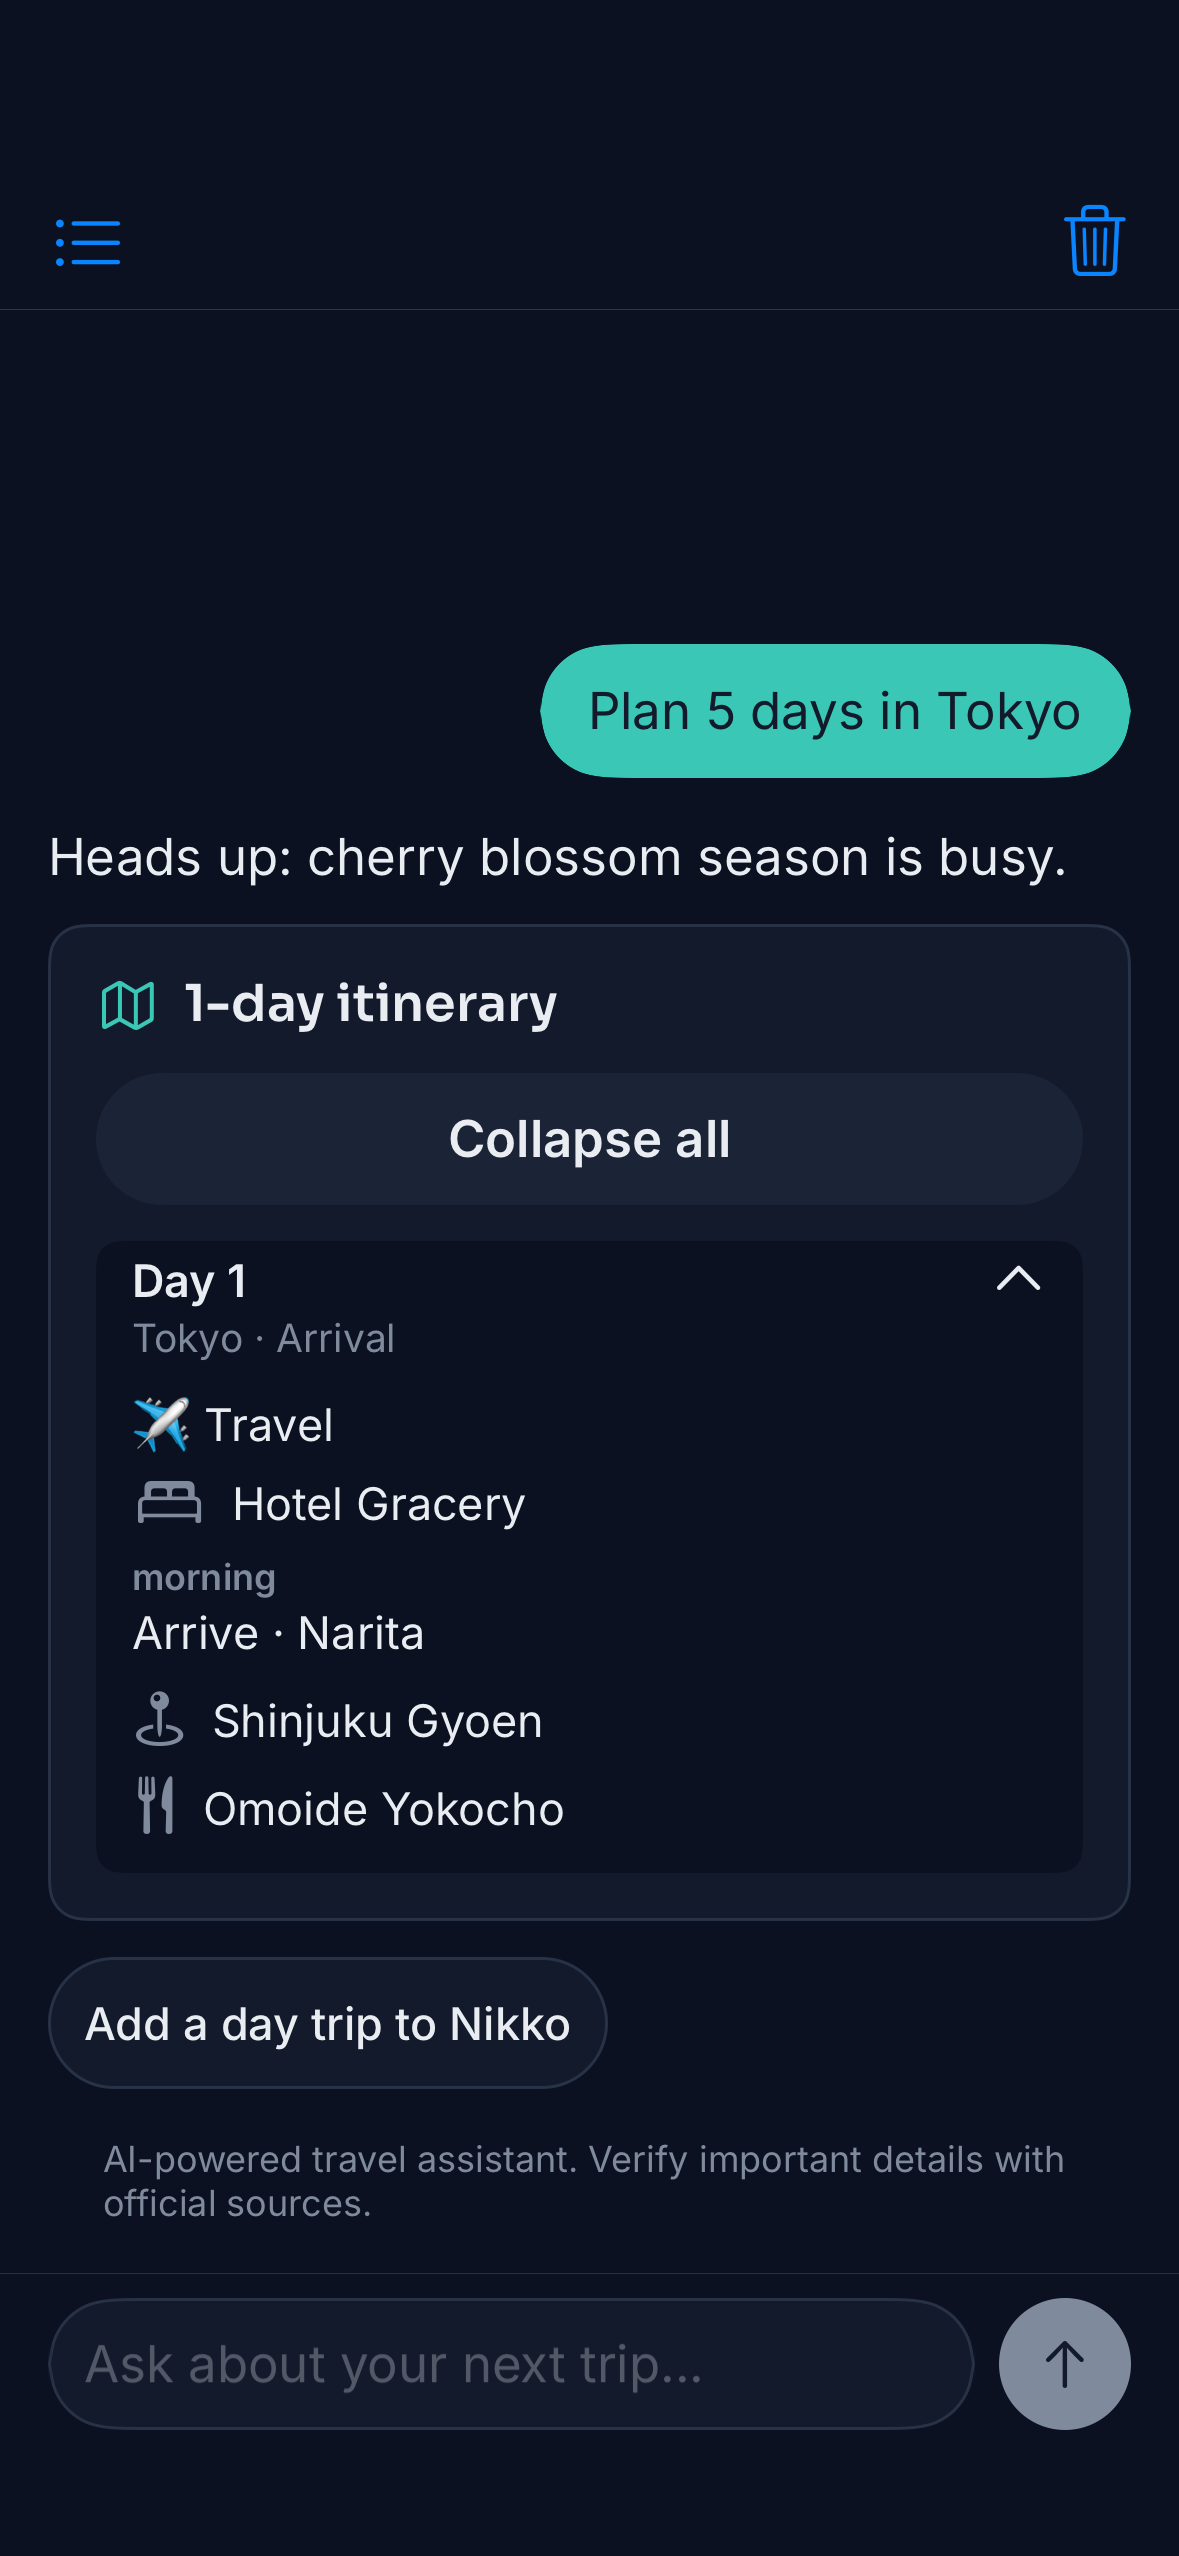 Plan 5 days in Tokyo
Heads up: cherry blossom season is busy.
1-day itinerary
Collapse all
Day 1
Tokyo · Arrival
Travel
Hotel Gracery
morning
Arrive · Narita
Shinjuku Gyoen
Omoide Yokocho
Add a day trip to Nikko
AI-powered travel assistant. Verify important details with
official sources.
Ask about your next trip...